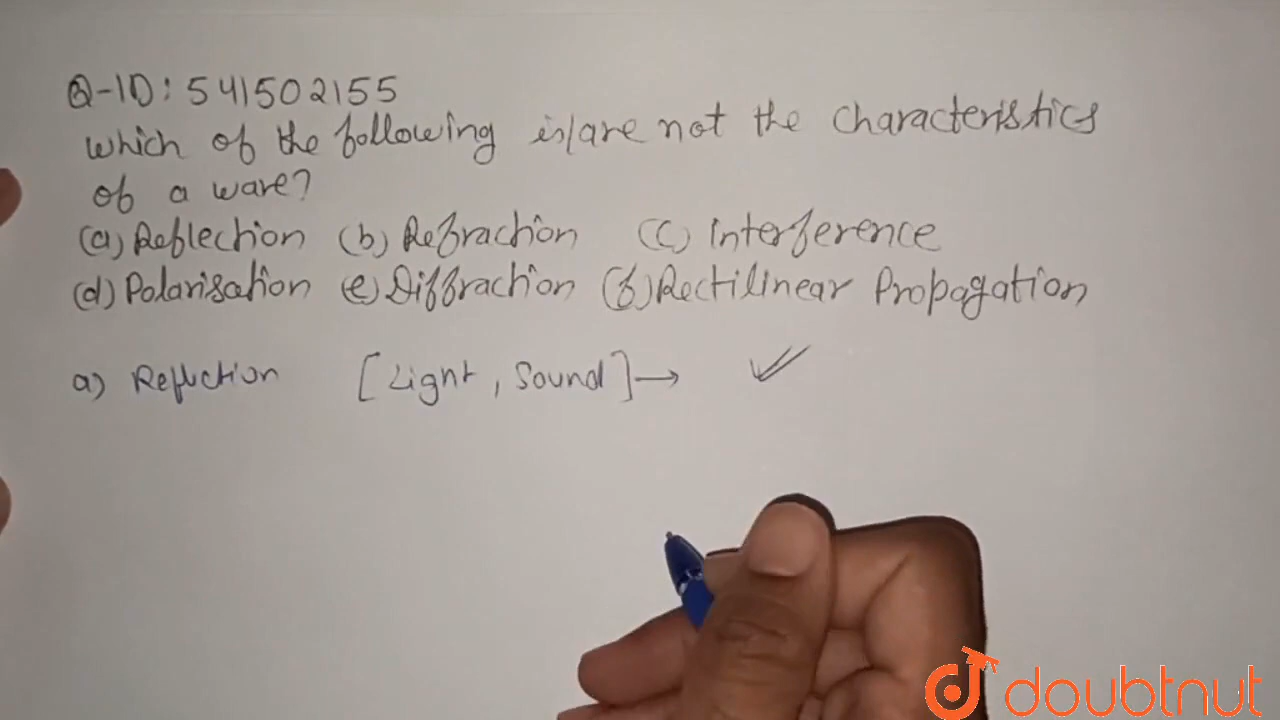 Q-ID: 541502155
which of the following is/are not the characteristics
of a wave?
(a) Reflection (b) Refraction (c) Interference
(d) Polarisation (e) Diffraction (f) Rectilinear Propagation
a) Reflection [Light, Sound] → ✓
doubtnut